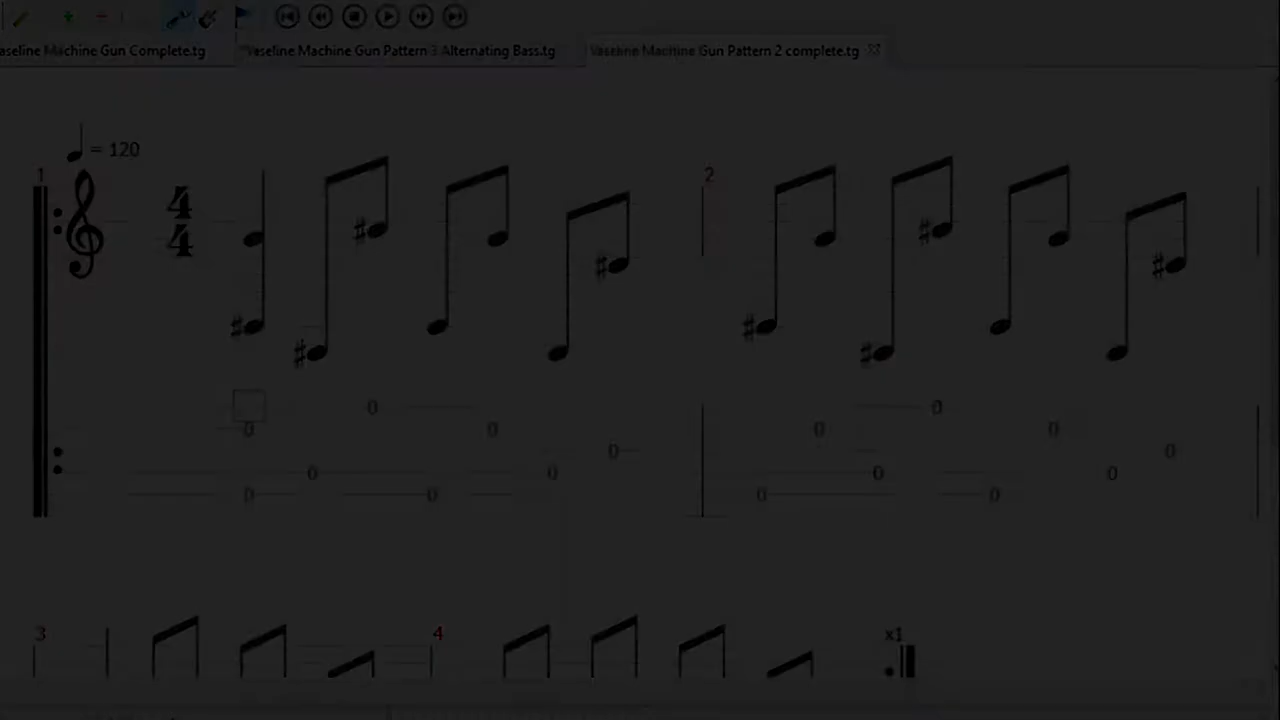 aseline Machine Gun Complete.tg *Vaseline Machine Gun Pattern 3 Alternating Bass.tg Vaseline Machine Gun Pattern 2 complete.tg
= 120
1 2
4
4
0 0
0 0 0 0
0 0
0 0 0 0
0 0 0 0
3 4 x1